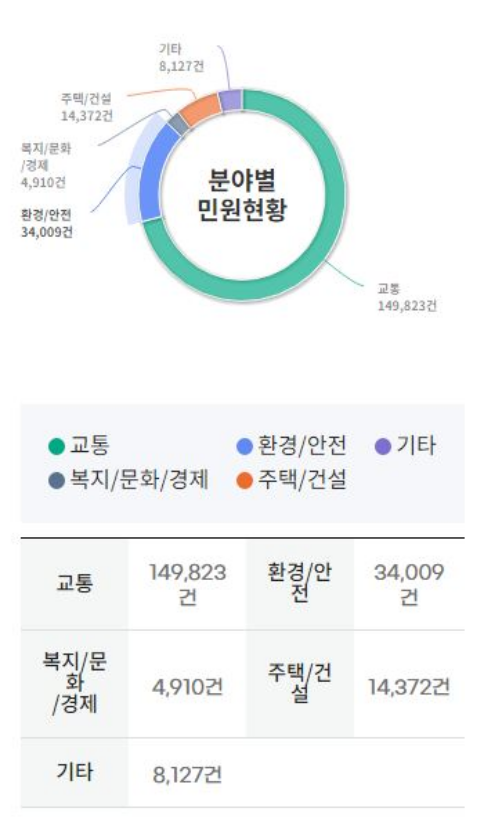 기타
8,127건
주택/건설
14,372건
복지/문화
/경제
4,910건
환경/안전
34,009건
분야별
민원현황
교통
149,823건
교통
환경/안전
기타
복지/문화/경제
주택/건설
교통
149,823
건
환경/안
전
34,009
건
복지/문
화
/경제
4,910건
주택/건
설
14,372건
기타
8,127건